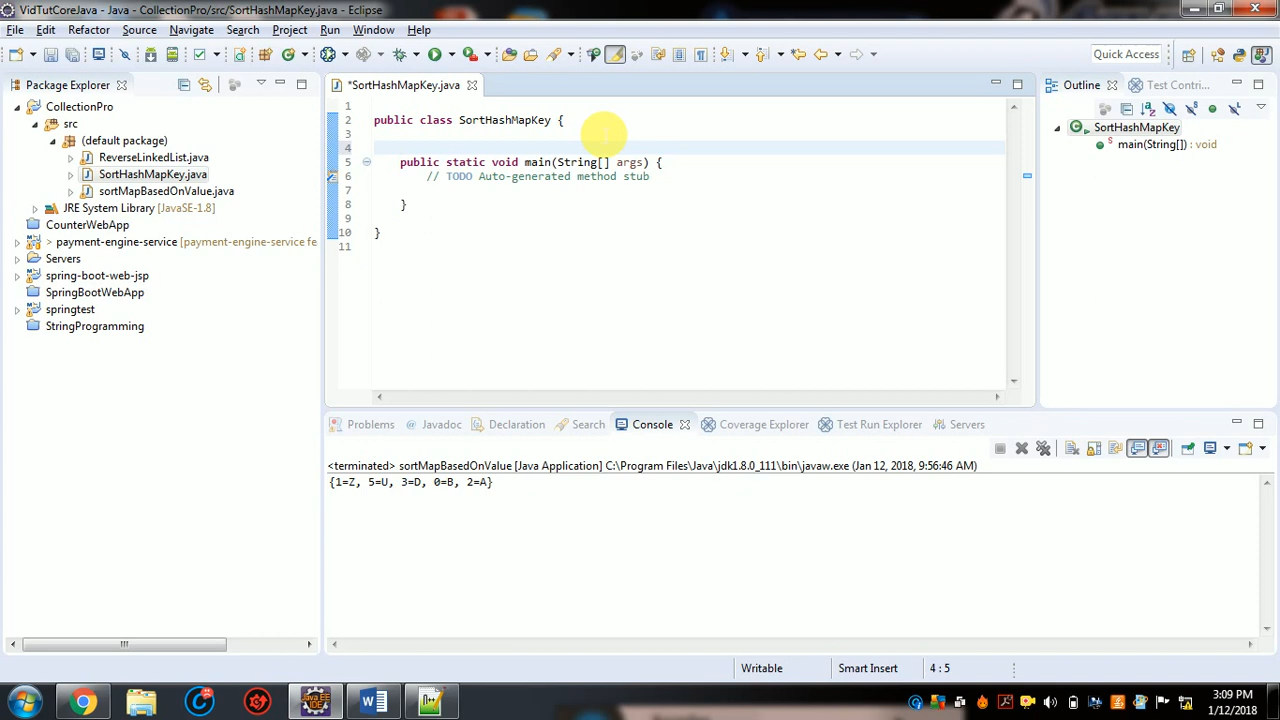 VidTutCoreJava - Java - CollectionPro/src/SortHashMapKey.java - Eclipse
File Edit Refactor Source Navigate Search Project Run Window Help
Quick Access
Package Explorer
CollectionPro
src
(default package)
ReverseLinkedList.java
SortHashMapKey.java
sortMapBasedOnValue.java
JRE System Library [JavaSE-1.8]
CounterWebApp
> payment-engine-service [payment-engine-service fe
Servers
spring-boot-web-jsp
SpringBootWebApp
springtest
StringProgramming
*SortHashMapKey.java
1
2 public class SortHashMapKey {
3
4
5 public static void main(String[] args) {
6 // TODO Auto-generated method stub
7
8 }
9
10 }
11
Outline Test Contri...
SortHashMapKey
main(String[]) : void
Problems Javadoc Declaration Search Console Coverage Explorer Test Run Explorer Servers
<terminated> sortMapBasedOnValue [Java Application] C:\Program Files\Java\jdk1.8.0_111\bin\javaw.exe (Jan 12, 2018, 9:56:46 AM)
{1=Z, 5=U, 3=D, 0=B, 2=A}
Writable Smart Insert 4 : 5
Java EE
IDE
3:09 PM
1/12/2018